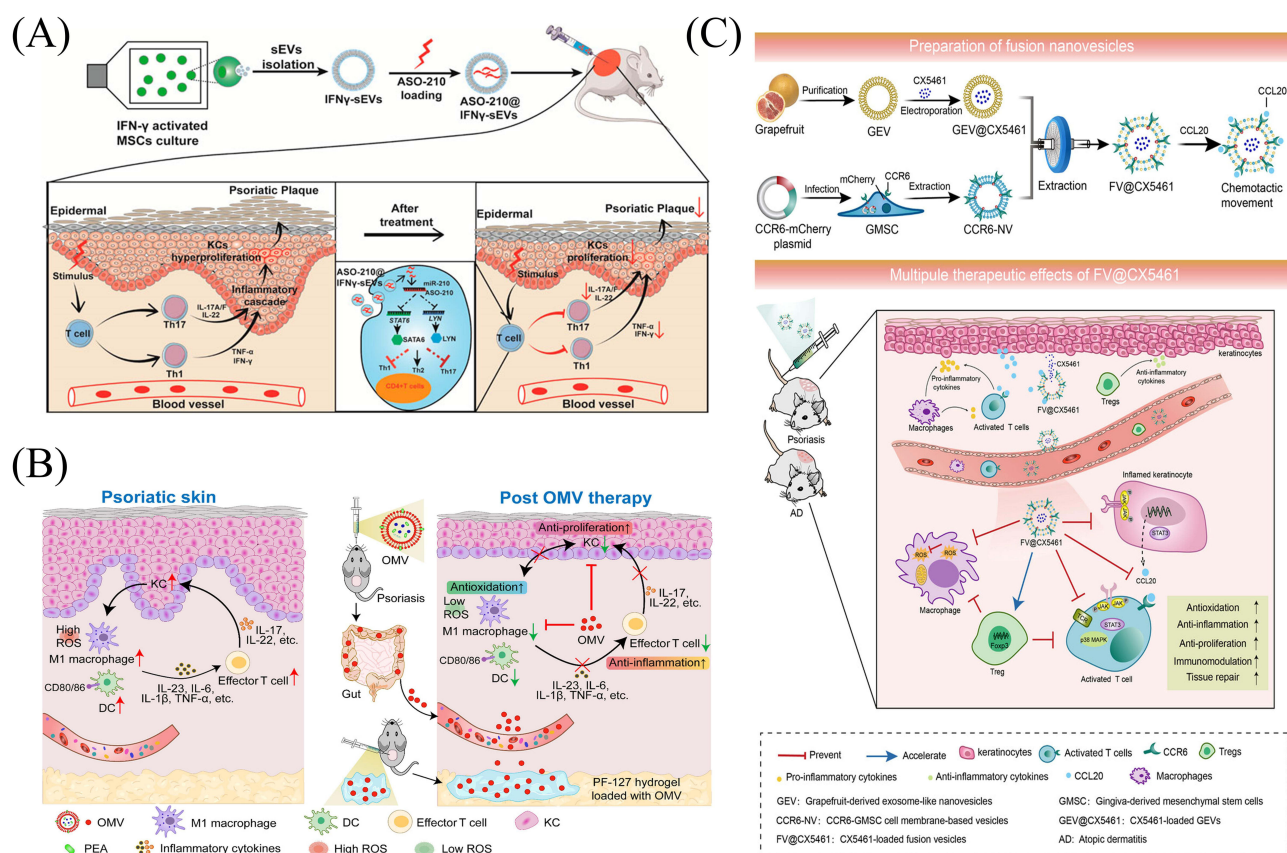 (A)
sEVs
isolation
ASO-210
loading
IFNγ-sEVs
ASO-210@
IFNγ-sEVs
IFN-γ activated
MSCs culture
Psoriatic Plaque
Epidermal
KCs
hyperproliferation
Stimulus
Inflammatory
cascade
IL-17A/F
IL-22
Th17
T cell
TNF-α
IFN-γ
Th1
Blood vessel
After
treatment
ASO-210@
IFNγ-sEVs
miR-210
ASO-210
STAT6
LYN
SATA6
LYN
Th1
Th2
Th17
CD4+T cells
Epidermal
Psoriatic Plaque
KCs
proliferation
Stimulus
IL-17A/F
IL-22
Th17
T cell
TNF-α
IFN-γ
Th1
Blood vessel
(B)
Psoriatic skin
KC
High
ROS
M1 macrophage
IL-17,
IL-22, etc.
CD80/86
DC
IL-23, IL-6,
IL-1β, TNF-α, etc.
Effector T cell
OMV
Psoriasis
Gut
Post OMV therapy
Anti-proliferation↑
KC
Antioxidation↑
Low
ROS
IL-17,
IL-22, etc.
M1 macrophage
OMV
Effector T cell
CD80/86
DC
Anti-inflammation↑
IL-23, IL-6,
IL-1β, TNF-α, etc.
PF-127 hydrogel
loaded with OMV
OMV
M1 macrophage
DC
Effector T cell
KC
PEA
Inflammatory cytokines
High ROS
Low ROS
(C)
Preparation of fusion nanovesicles
Purification
CX5461
Electroporation
Grapefruit
GEV
GEV@CX5461
CCL20
CCL20
Extraction
FV@CX5461
Chemotactic
movement
Infection
mCherry
CCR6
Extraction
CCR6-mCherry
plasmid
GMSC
CCR6-NV
Multipule therapeutic effects of FV@CX5461
Psoriasis
AD
keratinocytes
CX5461
Pro-inflammatory
cytokines
Anti-inflammatory
cytokines
FV@CX5461
Tregs
Macrophages
Activated T cells
Inflamed keratinocyte
JAK
JAK
STAT3
FV@CX5461
ROS
ROS
Macrophage
CCL20
JAK
JAK
TCR
STAT3
p38 MAPK
Foxp3
Treg
Activated T cell
Antioxidation ↑
Anti-inflammation ↑
Anti-proliferation ↑
Immunomodulation ↑
Tissue repair ↑
Prevent
Accelerate
keratinocytes
Activated T cells
CCR6
Tregs
Pro-inflammatory cytokines
Anti-inflammatory cytokines
CCL20
Macrophages
GEV: Grapefruit-derived exosome-like nanovesicles
GMSC: Gingiva-derived mesenchymal stem cells
CCR6-NV: CCR6-GMSC cell membrane-based vesicles
GEV@CX5461: CX5461-loaded GEVs
FV@CX5461: CX5461-loaded fusion vesicles
AD: Atopic dermatitis